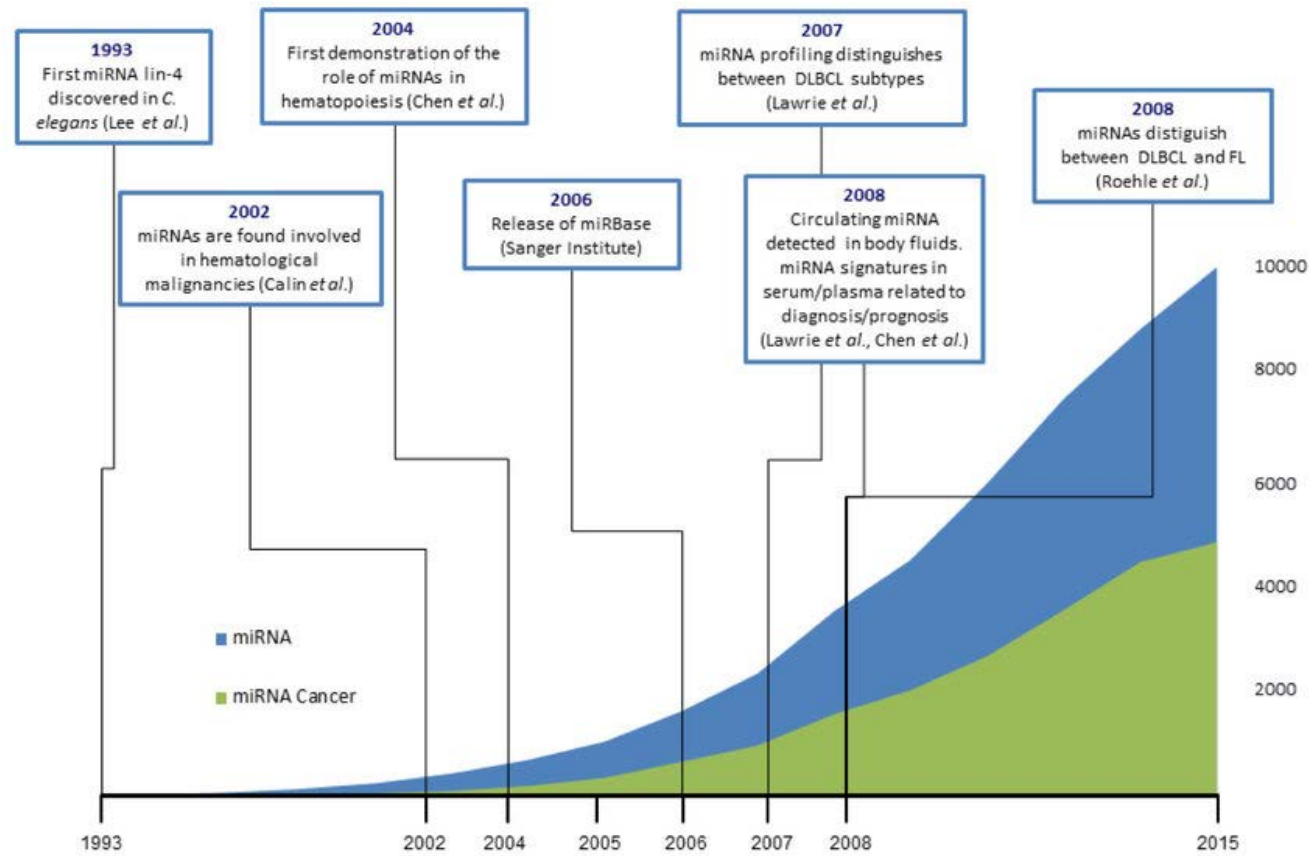 1993
First miRNA lin-4
discovered in C.
elegans (Lee et al.)
2004
First demonstration of the
role of miRNAs in
hematopoiesis (Chen et al.)
2007
miRNA profiling distinguishes
between DLBCL subtypes
(Lawrie et al.)
2008
miRNAs distiguish
between DLBCL and FL
(Roehle et al.)
2002
miRNAs are found involved
in hematological
malignancies (Calin et al.)
2006
Release of miRBase
(Sanger Institute)
2008
Circulating miRNA
detected in body fluids.
miRNA signatures in
serum/plasma related to
diagnosis/prognosis
(Lawrie et al., Chen et al.)
10000
8000
6000
4000
2000
miRNA
miRNA Cancer
1993 2002 2004 2005 2006 2007 2008 2015